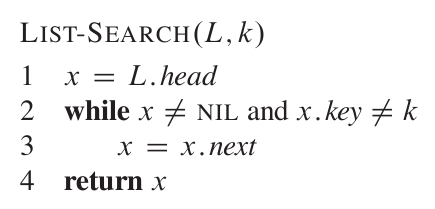 LIST-SEARCH(L, k)
1 x = L.head
2 while x ≠ NIL and x.key ≠ k
3 x = x.next
4 return x